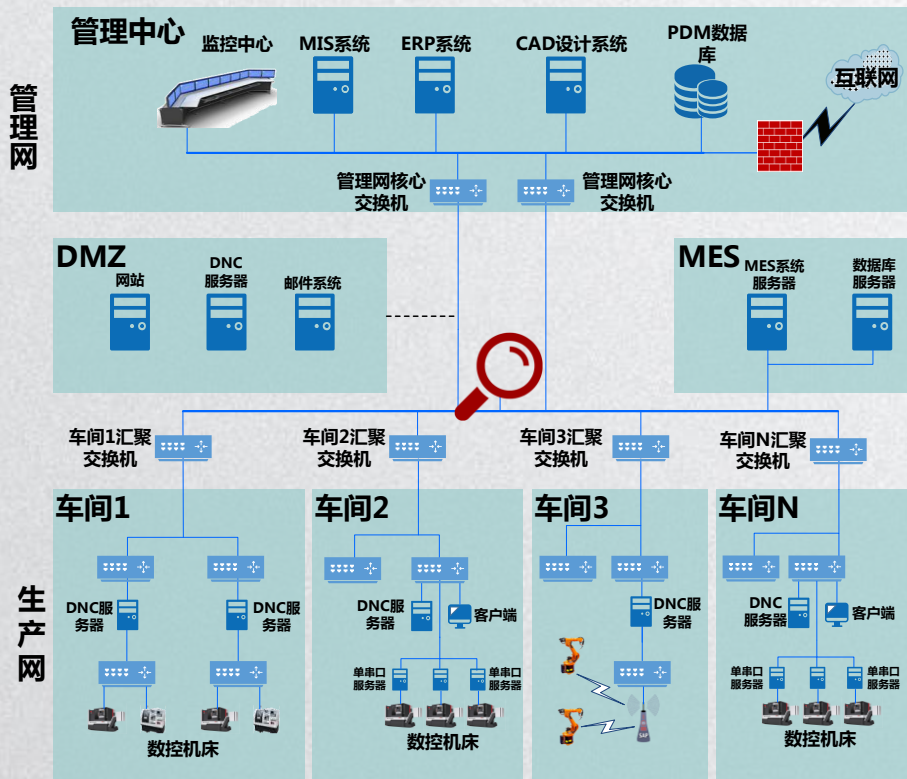 管理网
管理中心
监控中心
MIS系统
ERP系统
CAD设计系统
PDM数据
库
互联网
管理网核心
交换机
管理网核心
交换机
DMZ
网站
DNC
服务器
邮件系统
MES
MES系统
服务器
数据库
服务器
车间1汇聚
交换机
车间2汇聚
交换机
车间3汇聚
交换机
车间N汇聚
交换机
生产网
车间1
DNC服
务器
DNC服
务器
数控机床
车间2
DNC服
务器
客户端
单串口
服务器
单串口
服务器
数控机床
车间3
DNC服
务器
车间N
DNC
服务器
客户端
单串口
服务器
单串口
服务器
数控机床